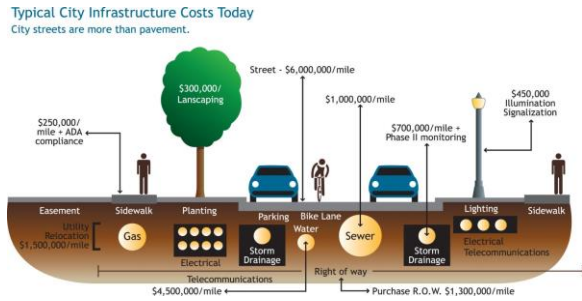 Typical City Infrastructure Costs Today
City streets are more than pavement.
$300,000/
Lanscaping
Street - $6,000,000/mile
$1,000,000/mile
$450,000
Illumination
Signalization
$250,000/
mile + ADA
compliance
$700,000/mile +
Phase II monitoring
Easement
Sidewalk
Planting
Parking
Bike Lane
Lighting
Sidewalk
Utility
Relocation
$1,500,000/mile
Gas
Electrical
Storm
Drainage
Water
Sewer
Storm
Drainage
Electrical
Telecommunications
Telecommunications
Right of way
$4,500,000/mile
Purchase R.O.W. $1,300,000/mile